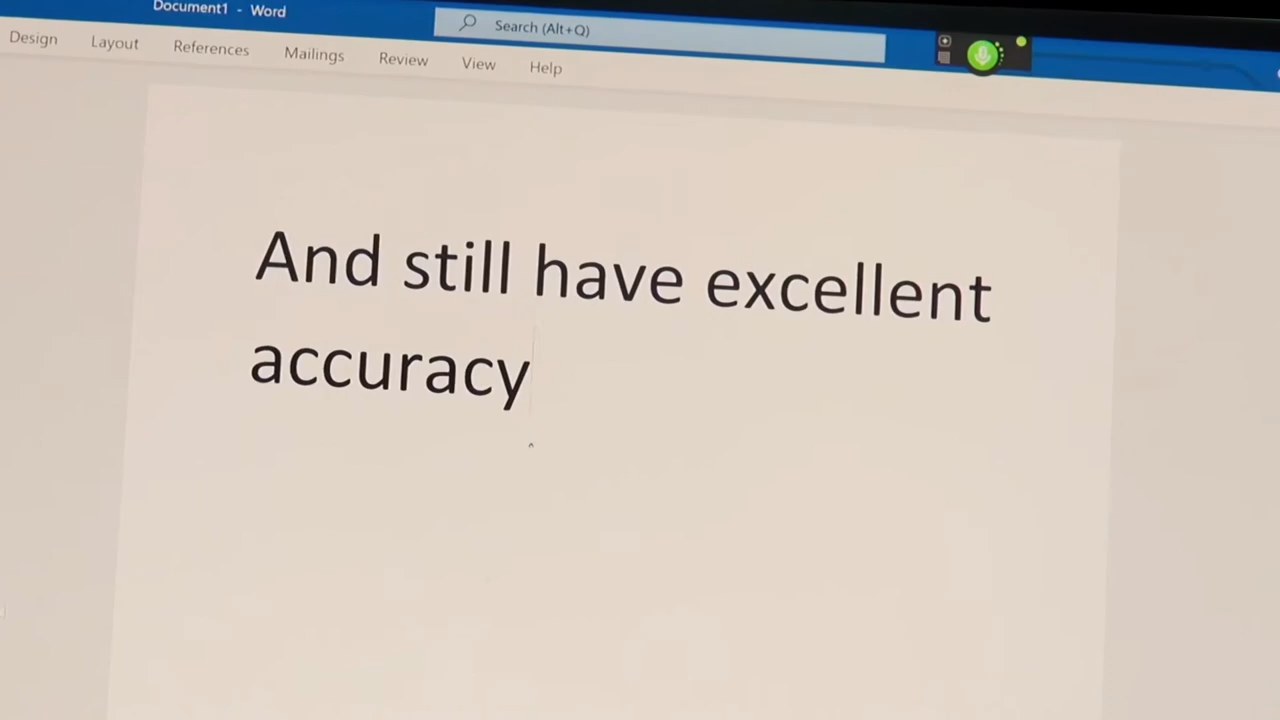 Document1 - Word
Search (Alt+Q)
Design Layout References Mailings Review View Help
And still have excellent
accuracy